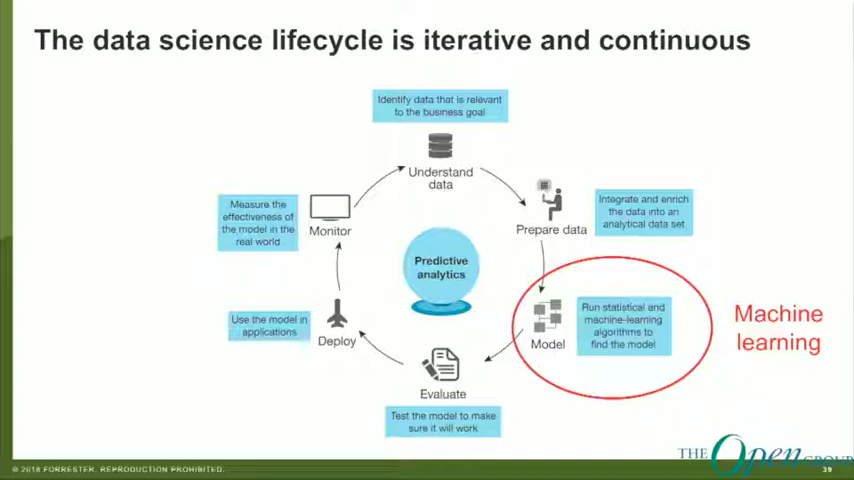 The data science lifecycle is iterative and continuous
Identify data that is relevant
to the business goal
Understand
data
Integrate and enrich
the data into an
analytical data set
Prepare data
Measure the
effectiveness of
the model in the
real world
Monitor
Predictive
analytics
Run statistical and
machine-learning
algorithms to
find the model
Model
Machine
learning
Use the model in
applications
Deploy
Evaluate
Test the model to make
sure it will work
THE Open GROUP
© 2018 FORRESTER. REPRODUCTION PROHIBITED.
39